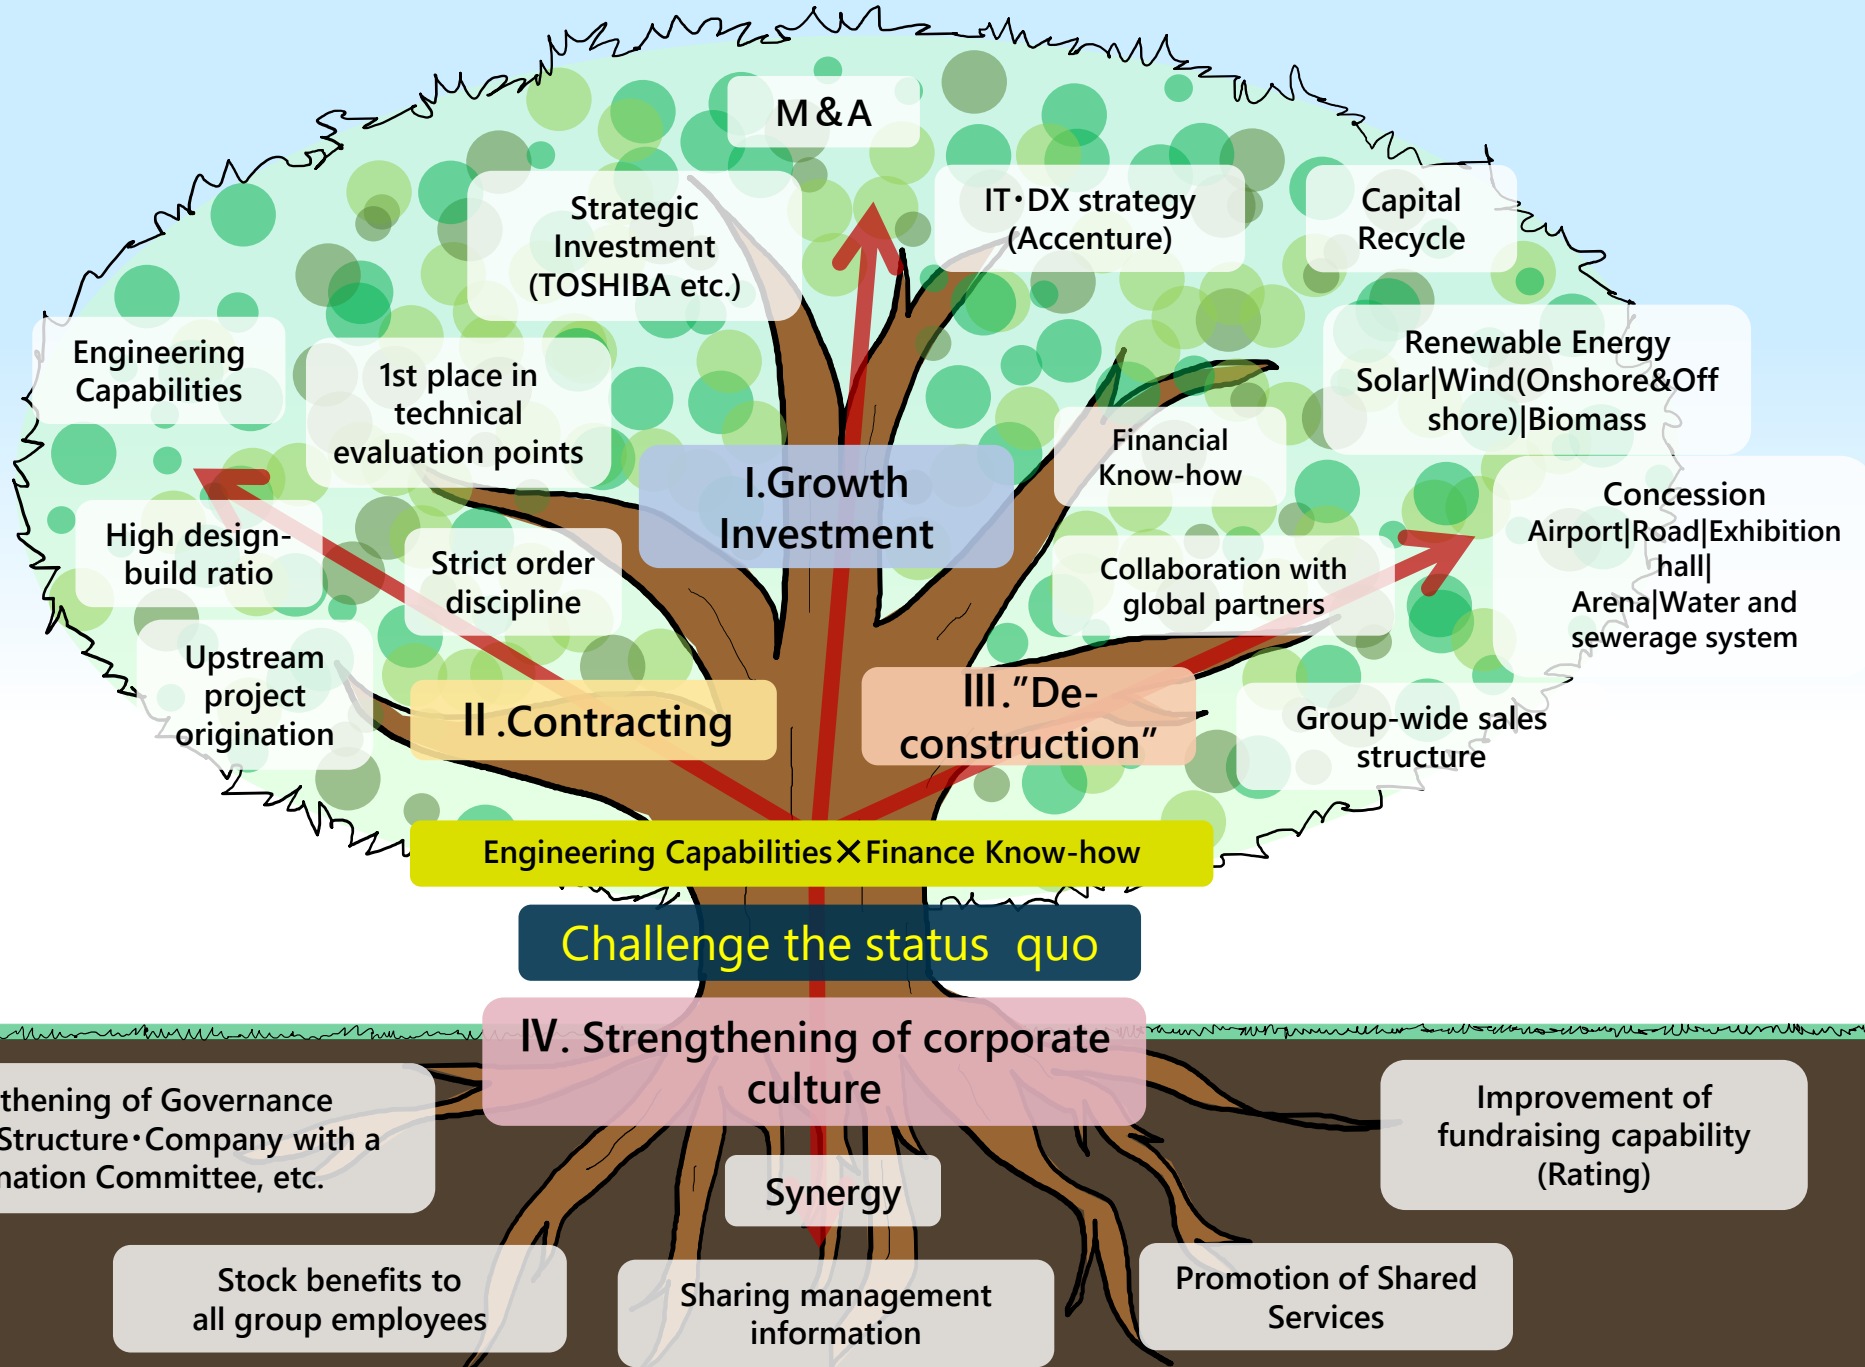 M&A
Strategic
Investment
(TOSHIBA etc.)
IT・DX strategy
(Accenture)
Capital
Recycle
Engineering
Capabilities
1st place in
technical
evaluation points
Renewable Energy
Solar|Wind(Onshore&Off
shore)|Biomass
High design-
build ratio
Strict order
discipline
I.Growth
Investment
Financial
Know-how
Concession
Airport|Road|Exhibition
hall|
Arena|Water and
sewerage system
Collaboration with
global partners
Upstream
project
origination
II.Contracting
III."De-
construction"
Group-wide sales
structure
Engineering Capabilities×Finance Know-how
Challenge the status quo
IV. Strengthening of corporate
culture
thening of Governance
Structure・Company with a
nation Committee, etc.
Synergy
Improvement of
fundraising capability
(Rating)
Stock benefits to
all group employees
Sharing management
information
Promotion of Shared
Services